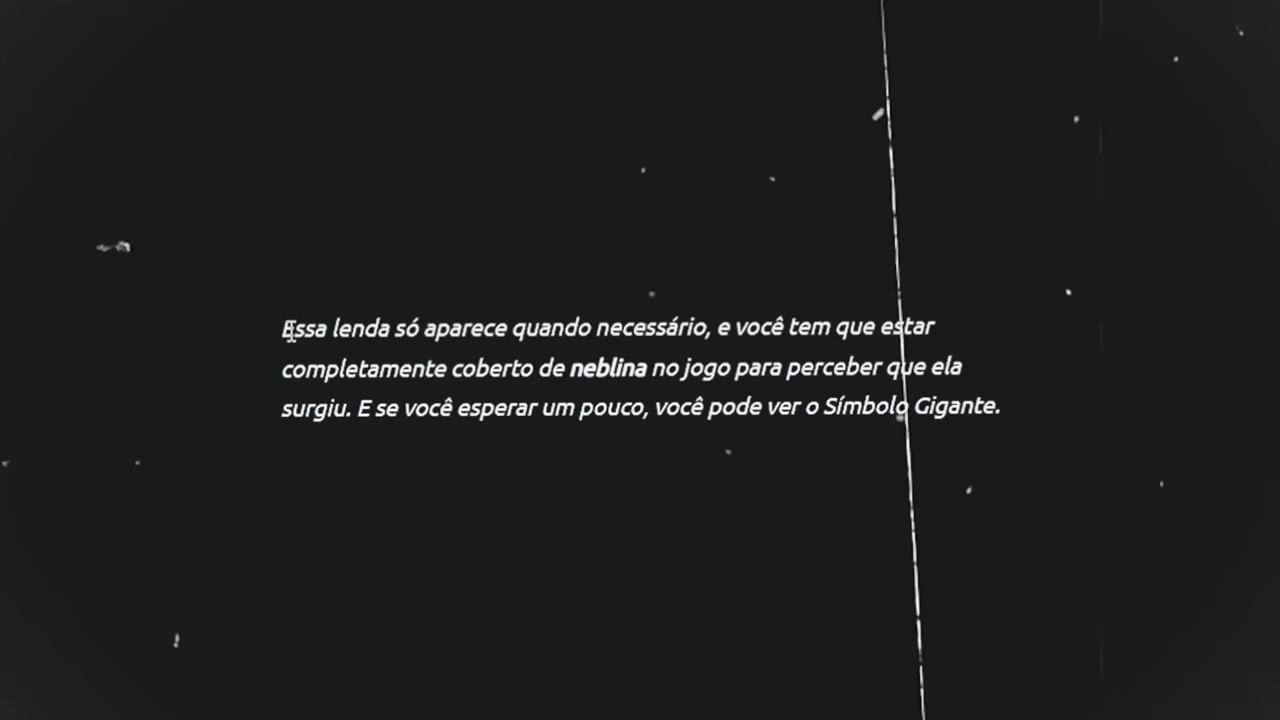 Essa lenda só aparece quando necessário, e você tem que estar
completamente coberto de neblina no jogo para perceber que ela
surgiu. E se você esperar um pouco, você pode ver o Símbolo Gigante.